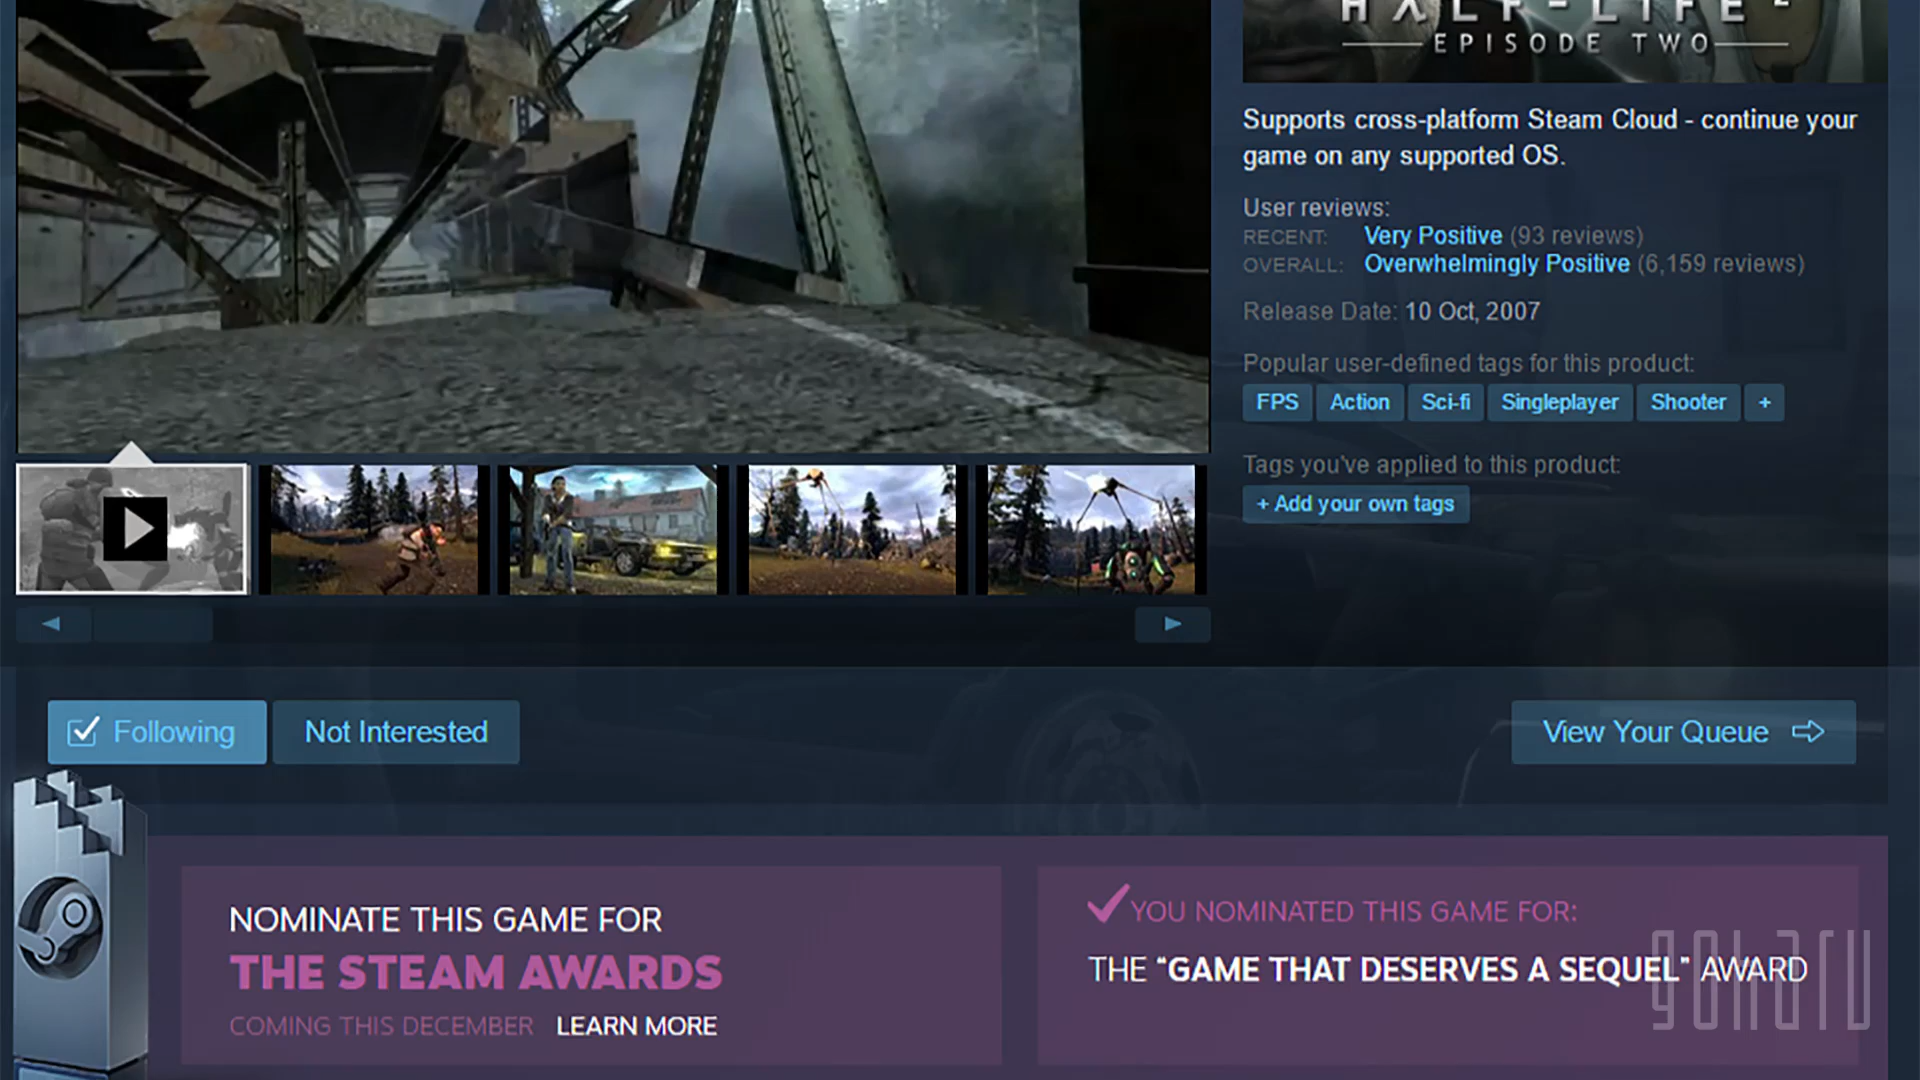 HALF-LIFE 2
EPISODE TWO
Supports cross-platform Steam Cloud - continue your
game on any supported OS.
User reviews:
RECENT: Very Positive (93 reviews)
OVERALL: Overwhelmingly Positive (6,159 reviews)
Release Date: 10 Oct, 2007
Popular user-defined tags for this product:
FPS Action Sci-fi Singleplayer Shooter +
Tags you've applied to this product:
+ Add your own tags
Following Not Interested View Your Queue
NOMINATE THIS GAME FOR
THE STEAM AWARDS
COMING THIS DECEMBER LEARN MORE
YOU NOMINATED THIS GAME FOR:
THE “GAME THAT DESERVES A SEQUEL” AWARD
goharu